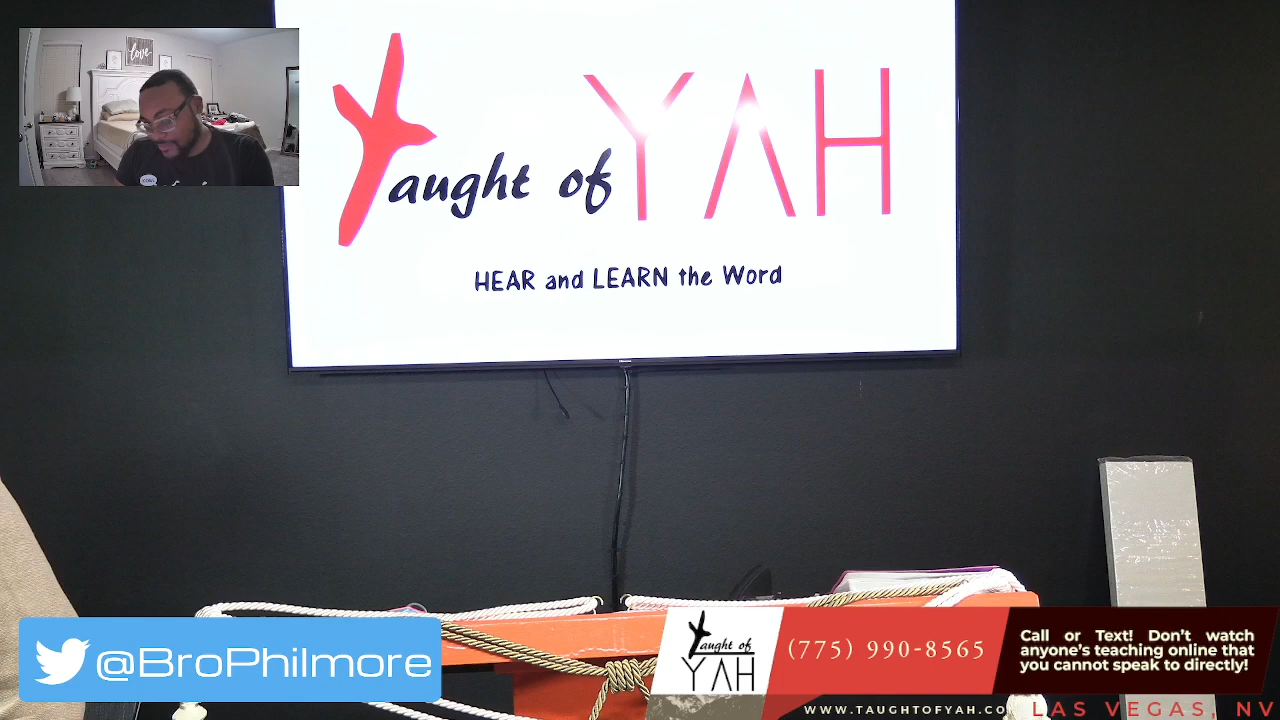 love
Taught of YAH
HEAR and LEARN the Word
Hisense
@BroPhilmore
Taught of
YAH
(775) 990-8565
Call or Text! Don't watch
anyone's teaching online that
you cannot speak to directly!
WWW.TAUGHTOFYAH.CO
LAS VEGAS, NV